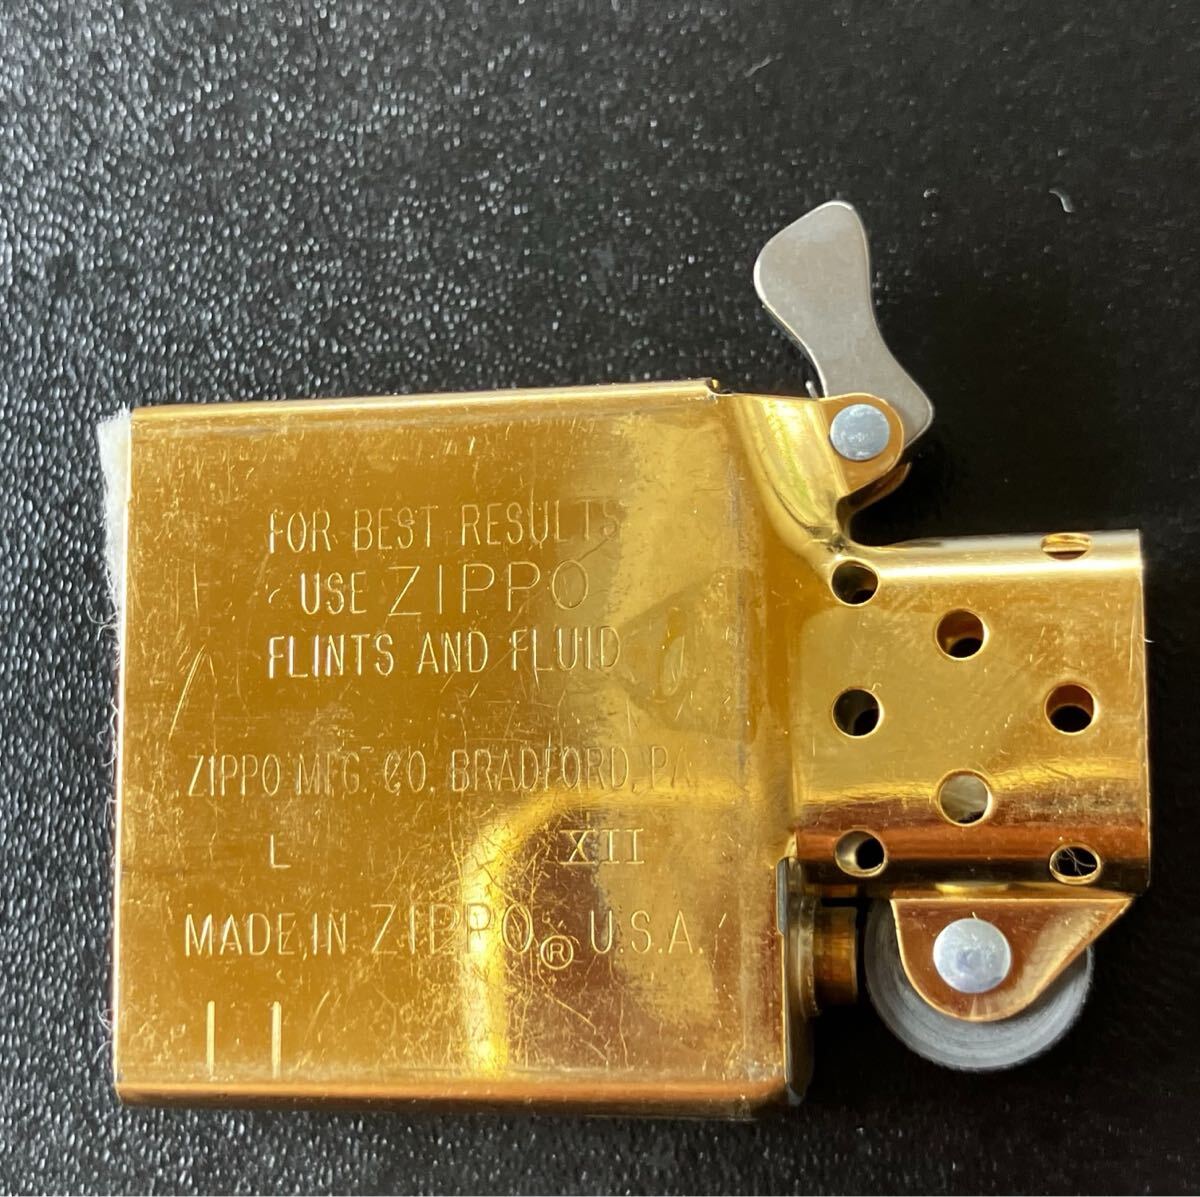 FOR BEST RESULTS
USE ZIPPO
FLINTS AND FLUID
ZIPPO MFG. CO. BRADFORD, PA.
L XII
MADE IN ZIPPO® U.S.A.